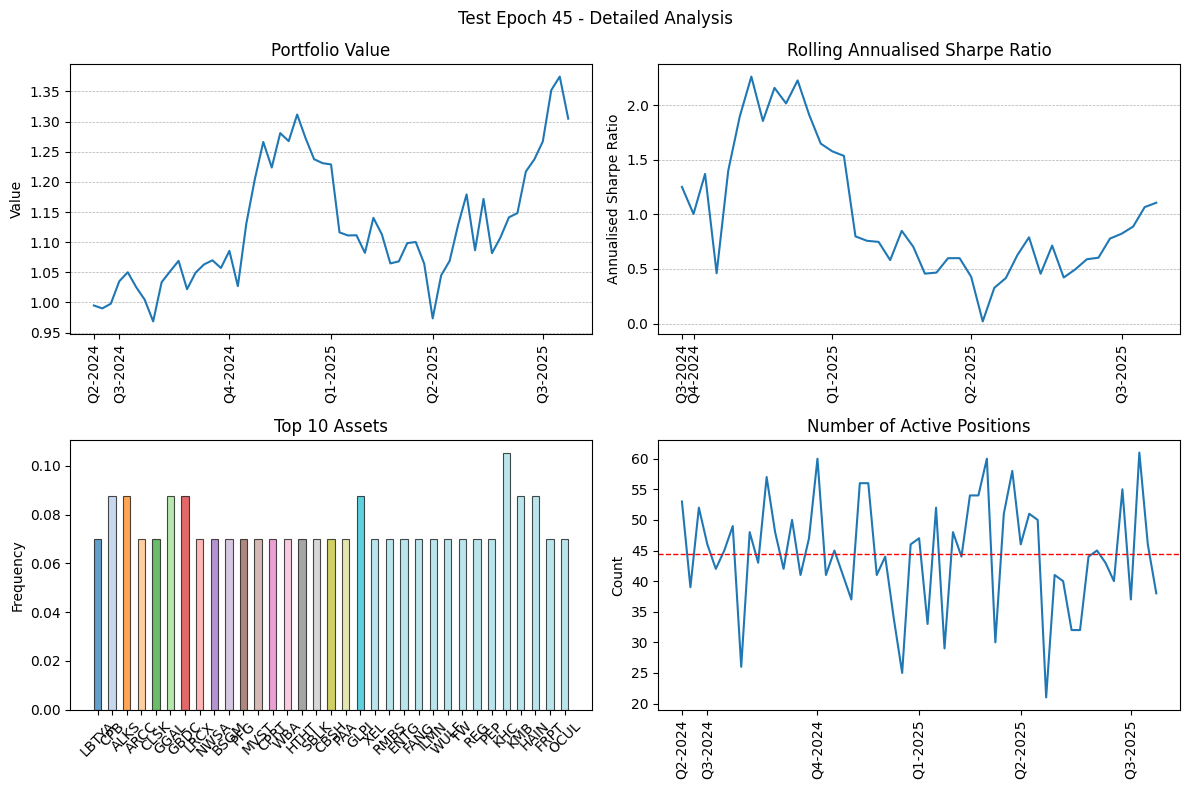 Test Epoch 45 - Detailed Analysis
Portfolio Value
Value
1.35
1.30
1.25
1.20
1.15
1.10
1.05
1.00
0.95
Q2-2024
Q3-2024
Q4-2024
Q1-2025
Q2-2025
Q3-2025
Rolling Annualised Sharpe Ratio
Annualised Sharpe Ratio
2.0
1.5
1.0
0.5
0.0
Q3-2024
Q4-2024
Q1-2025
Q2-2025
Q3-2025
Top 10 Assets
Frequency
0.10
0.08
0.06
0.04
0.02
0.00
LBTYA
CPB
ALKS
ARCC
CLSK
GGAL
GBDC
LRCX
NWSA
BSGM
PFG
MVST
CPRT
WBA
HTHT
SBLK
CBSH
PAA
GLPI
XEL
RMBS
ENTG
FANG
ILMN
WULF
FW
REG
PEP
KHC
KMB
HAIN
FRPT
OCUL
Number of Active Positions
Count
60
55
50
45
40
35
30
25
20
Q2-2024
Q3-2024
Q4-2024
Q1-2025
Q2-2025
Q3-2025